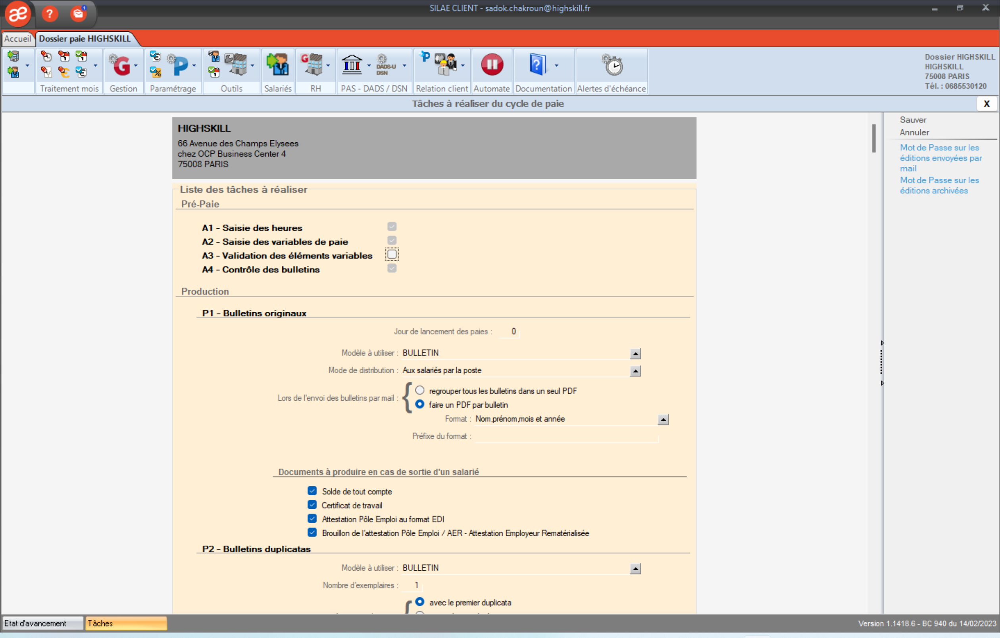 SILAE CLIENT - sadok.chakroun@highskill.fr
æ ? 1
Accueil Dossier paie HIGHSKILL
G P DADS-U DSN G P ?
Traitement mois Gestion Paramétrage Outils Salariés RH PAS - DADS / DSN Relation client Automate Documentation Alertes d'échéance
Dossier HIGHSKILL
HIGHSKILL
75008 PARIS
Tél. : 0685530120
Tâches à réaliser du cycle de paie
X
Sauver
Annuler
Mot de Passe sur les
éditions envoyées par
mail
Mot de Passe sur les
éditions archivées
HIGHSKILL
66 Avenue des Champs Elysees
chez OCP Business Center 4
75008 PARIS
Liste des tâches à réaliser
Pré-Paie
A1 - Saisie des heures
A2 - Saisie des variables de paie
A3 - Validation des éléments variables
A4 - Contrôle des bulletins
Production
P1 - Bulletins originaux
Jour de lancement des paies : 0
Modèle à utiliser : BULLETIN
Mode de distribution : Aux salariés par la poste
Lors de l'envoi des bulletins par mail :
regrouper tous les bulletins dans un seul PDF
faire un PDF par bulletin
Format : Nom,prénom,mois et année
Préfixe du format :
Documents à produire en cas de sortie d'un salarié
Solde de tout compte
Certificat de travail
Attestation Pôle Emploi au format EDI
Brouillon de l'attestation Pôle Emploi / AER - Attestation Employeur Rematérialisée
P2 - Bulletins duplicatas
Modèle à utiliser : BULLETIN
Nombre d'exemplaires : 1
avec le premier duplicata
Etat d'avancement Tâches
Version 1.1418.6 - BC 940 du 14/02/2023